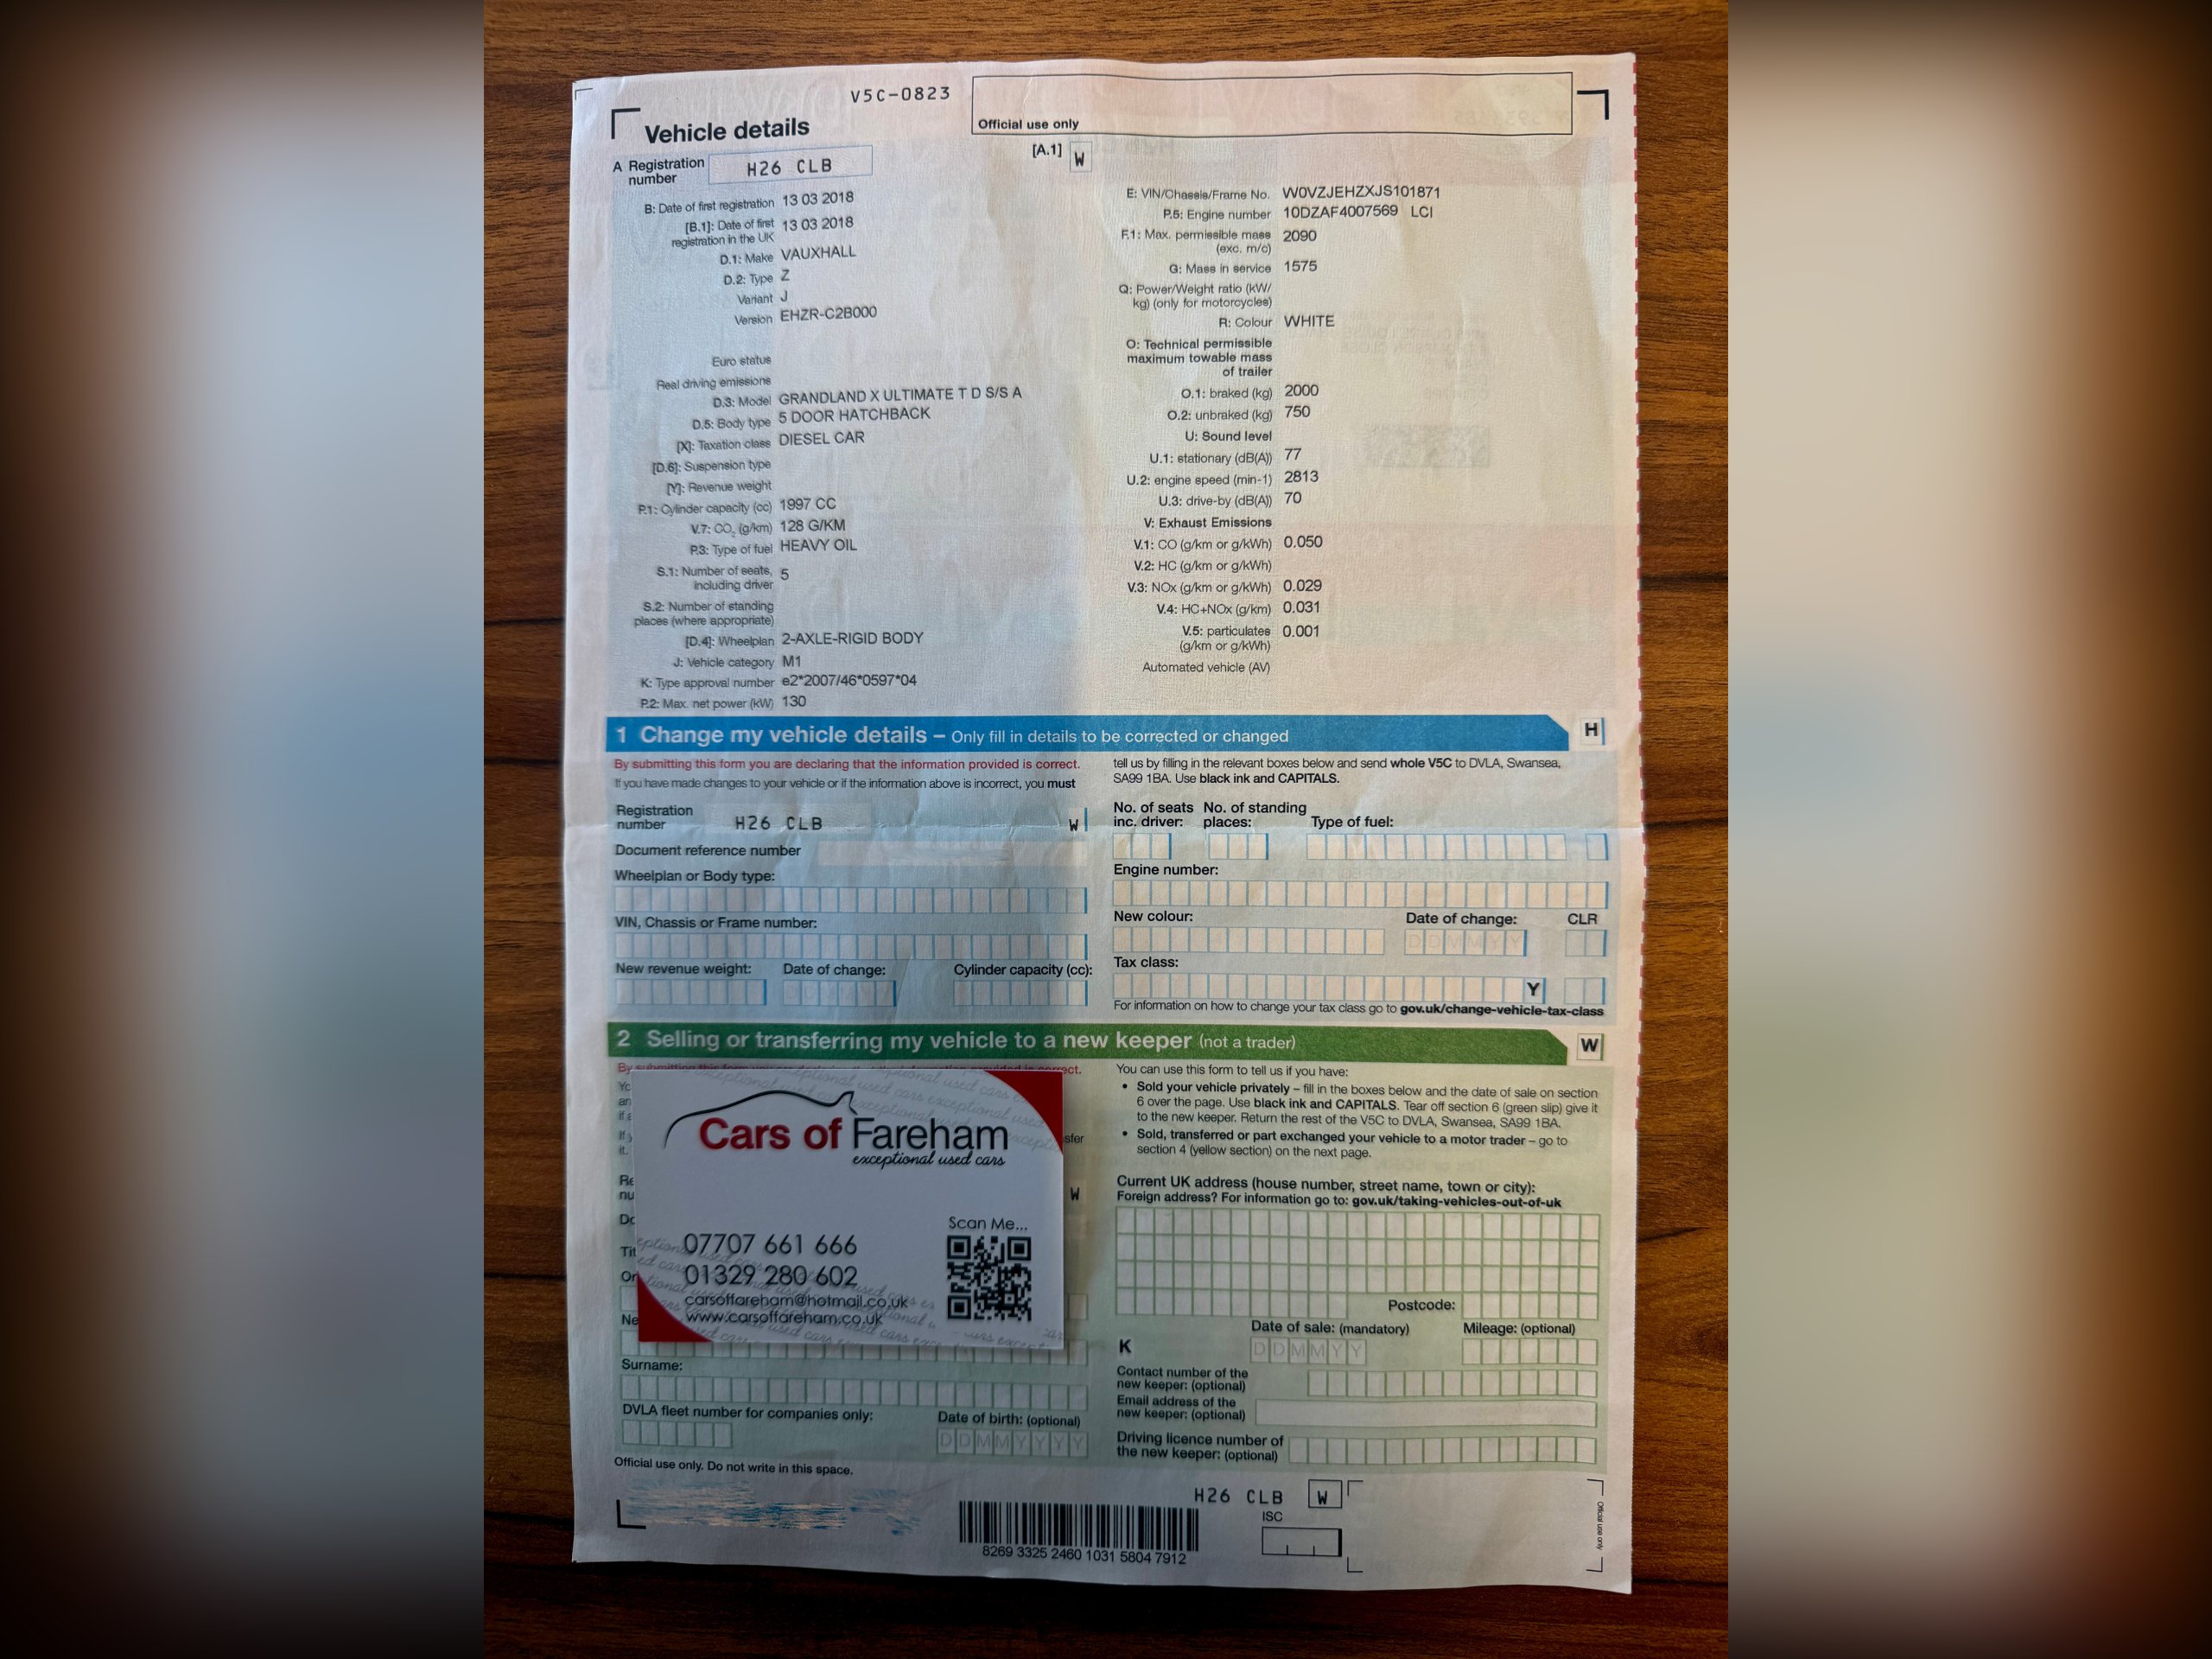 V5C-0823
Official use only
Vehicle details
A Registration number H26 CLB
[A.1] W
B: Date of first registration 13 03 2018
[B.1]: Date of first registration in the UK 13 03 2018
D.1: Make VAUXHALL
D.2: Type Z
Variant J
Version EHZR-C2B000
Euro status
Real driving emissions
D.3: Model GRANDLAND X ULTIMATE T D S/S A
D.5: Body type 5 DOOR HATCHBACK
[X]: Taxation class DIESEL CAR
[D.6]: Suspension type
[Y]: Revenue weight
P.1: Cylinder capacity (cc) 1997 CC
V.7: CO2 (g/km) 128 G/KM
P.3: Type of fuel HEAVY OIL
S.1: Number of seats, including driver 5
S.2: Number of standing places (where appropriate)
[D.4]: Wheelplan 2-AXLE-RIGID BODY
J: Vehicle category M1
K: Type approval number e2*2007/46*0597*04
P.2: Max. net power (kW) 130
E: VIN/Chassis/Frame No. W0VZJEHZXJS101871
P.5: Engine number 10DZAF4007569 LCI
F.1: Max. permissible mass (exc. m/c) 2090
G: Mass in service 1575
Q: Power/Weight ratio (kW/kg) (only for motorcycles)
R: Colour WHITE
O: Technical permissible maximum towable mass of trailer
O.1: braked (kg) 2000
O.2: unbraked (kg) 750
U: Sound level
U.1: stationary (dB(A)) 77
U.2: engine speed (min-1) 2813
U.3: drive-by (dB(A)) 70
V: Exhaust Emissions
V.1: CO (g/km or g/kWh) 0.050
V.2: HC (g/km or g/kWh)
V.3: NOx (g/km or g/kWh) 0.029
V.4: HC+NOx (g/km) 0.031
V.5: particulates (g/km or g/kWh) 0.001
Automated vehicle (AV)
1 Change my vehicle details – Only fill in details to be corrected or changed
H
By submitting this form you are declaring that the information provided is correct.
If you have made changes to your vehicle or if the information above is incorrect, you must
tell us by filling in the relevant boxes below and send whole V5C to DVLA, Swansea,
SA99 1BA. Use black ink and CAPITALS.
Registration number H26 CLB W
Document reference number
Wheelplan or Body type:
VIN, Chassis or Frame number:
New revenue weight: Date of change: Cylinder capacity (cc):
No. of seats inc. driver: No. of standing places: Type of fuel:
Engine number:
New colour: Date of change: CLR
DDMMYY
Tax class:
Y
For information on how to change your tax class go to gov.uk/change-vehicle-tax-class
2 Selling or transferring my vehicle to a new keeper (not a trader)
W
Cars of Fareham
exceptional used cars
Scan Me...
07707 661 666
01329 280 602
carsoffareham@hotmail.co.uk
www.carsoffareham.co.uk
W
Surname:
DVLA fleet number for companies only: Date of birth: (optional)
DDMMYYYY
Official use only. Do not write in this space.
You can use this form to tell us if you have:
• Sold your vehicle privately – fill in the boxes below and the date of sale on section
6 over the page. Use black ink and CAPITALS. Tear off section 6 (green slip) give it
to the new keeper. Return the rest of the V5C to DVLA, Swansea, SA99 1BA.
• Sold, transferred or part exchanged your vehicle to a motor trader – go to
section 4 (yellow section) on the next page.
Current UK address (house number, street name, town or city):
Foreign address? For information go to: gov.uk/taking-vehicles-out-of-uk
Postcode:
Date of sale: (mandatory) Mileage: (optional)
K DDMMYY
Contact number of the new keeper: (optional)
Email address of the new keeper: (optional)
Driving licence number of the new keeper: (optional)
H26 CLB W
ISC
8269 3325 2460 1031 5804 7912
Official use only